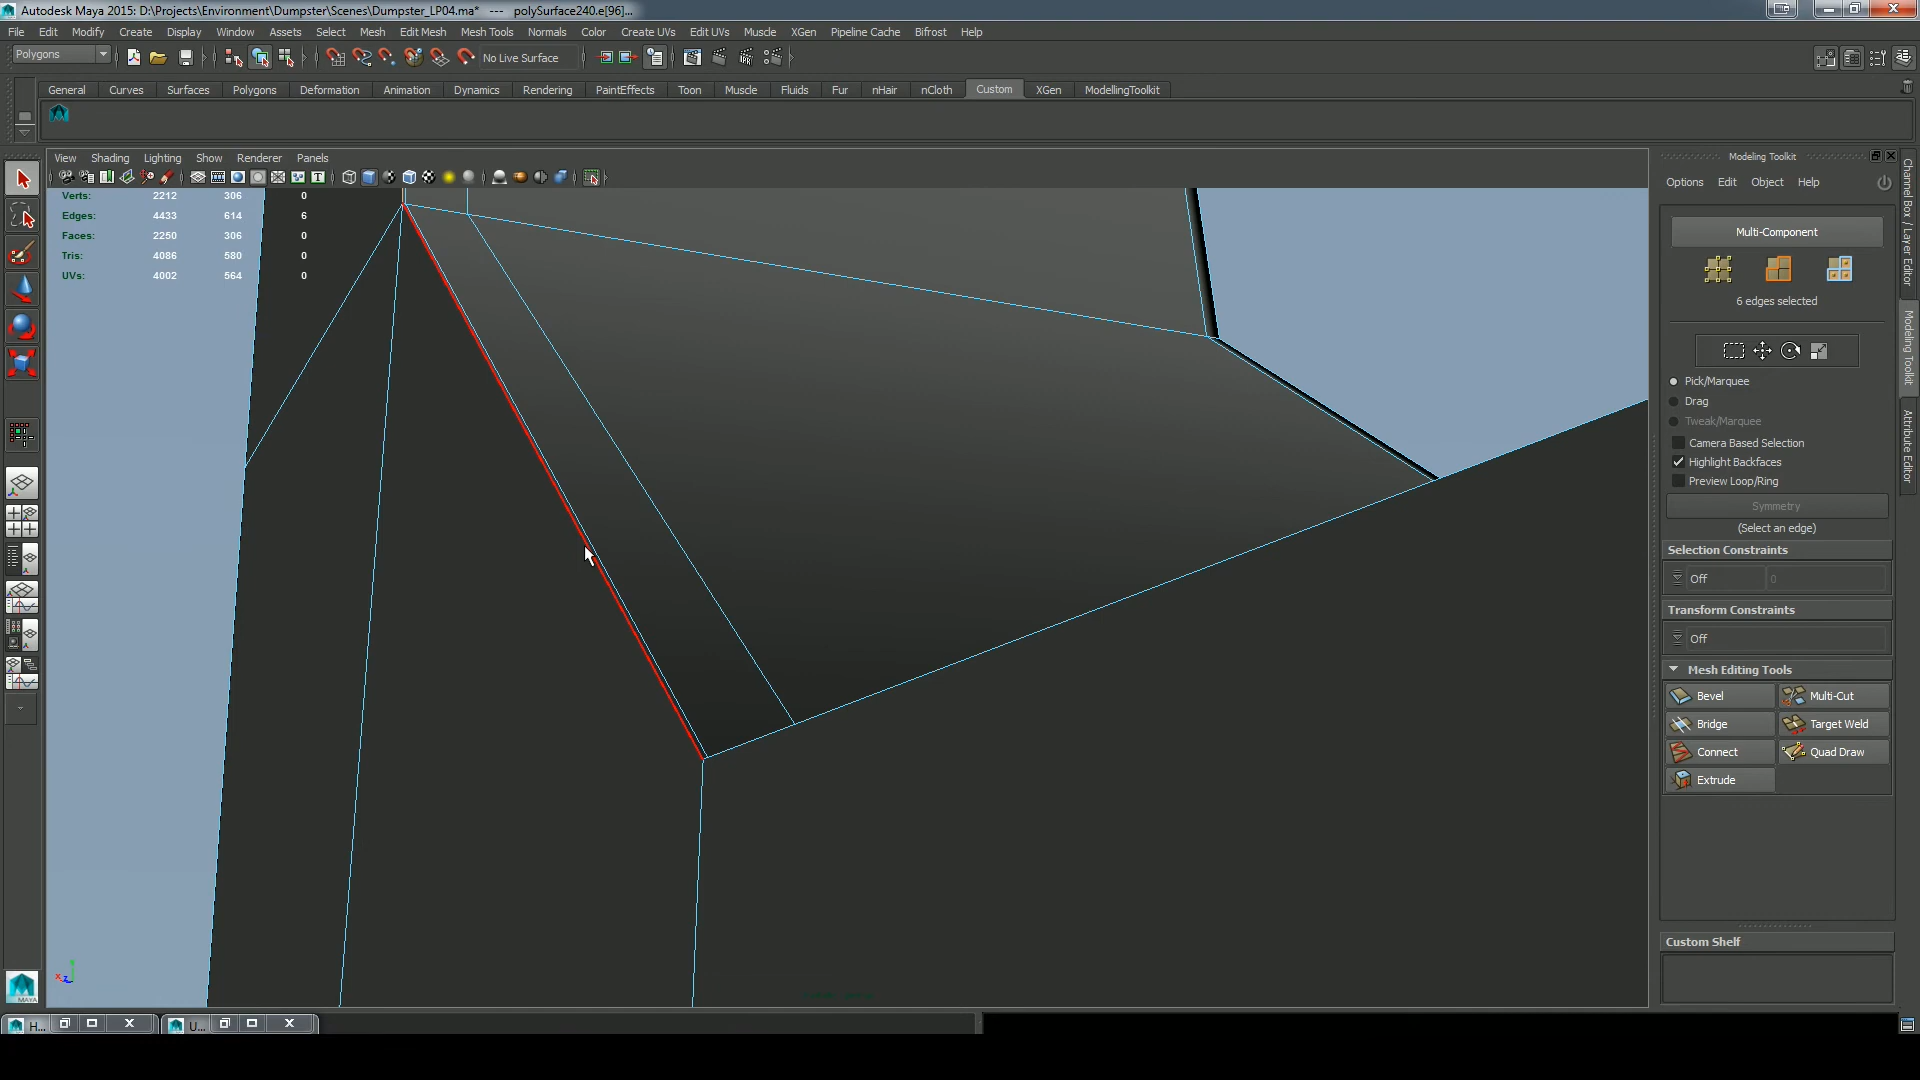 Autodesk Maya 2015: D:\Projects\Environment\Dumpster\Scenes\Dumpster_LP04.ma* --- polySurface240.e[96]...
File Edit Modify Create Display Window Assets Select Mesh Edit Mesh Mesh Tools Normals Color Create UVs Edit UVs Muscle XGen Pipeline Cache Bifrost Help
Polygons No Live Surface
General Curves Surfaces Polygons Deformation Animation Dynamics Rendering PaintEffects Toon Muscle Fluids Fur nHair nCloth Custom XGen ModellingToolkit
View Shading Lighting Show Renderer Panels
Verts: 2212 306 0
Edges: 4433 614 6
Faces: 2250 306 0
Tris: 4086 580 0
UVs: 4002 564 0
Modeling Toolkit
Options Edit Object Help
Multi-Component
6 edges selected
Pick/Marquee
Drag
Tweak/Marquee
Camera Based Selection
Highlight Backfaces
Preview Loop/Ring
Symmetry
(Select an edge)
Selection Constraints
Off 0
Transform Constraints
Off
Mesh Editing Tools
Bevel Multi-Cut
Bridge Target Weld
Connect Quad Draw
Extrude
Custom Shelf
Channel Box / Layer Editor
Modeling Toolkit
Attribute Editor
MAYA
H... U...